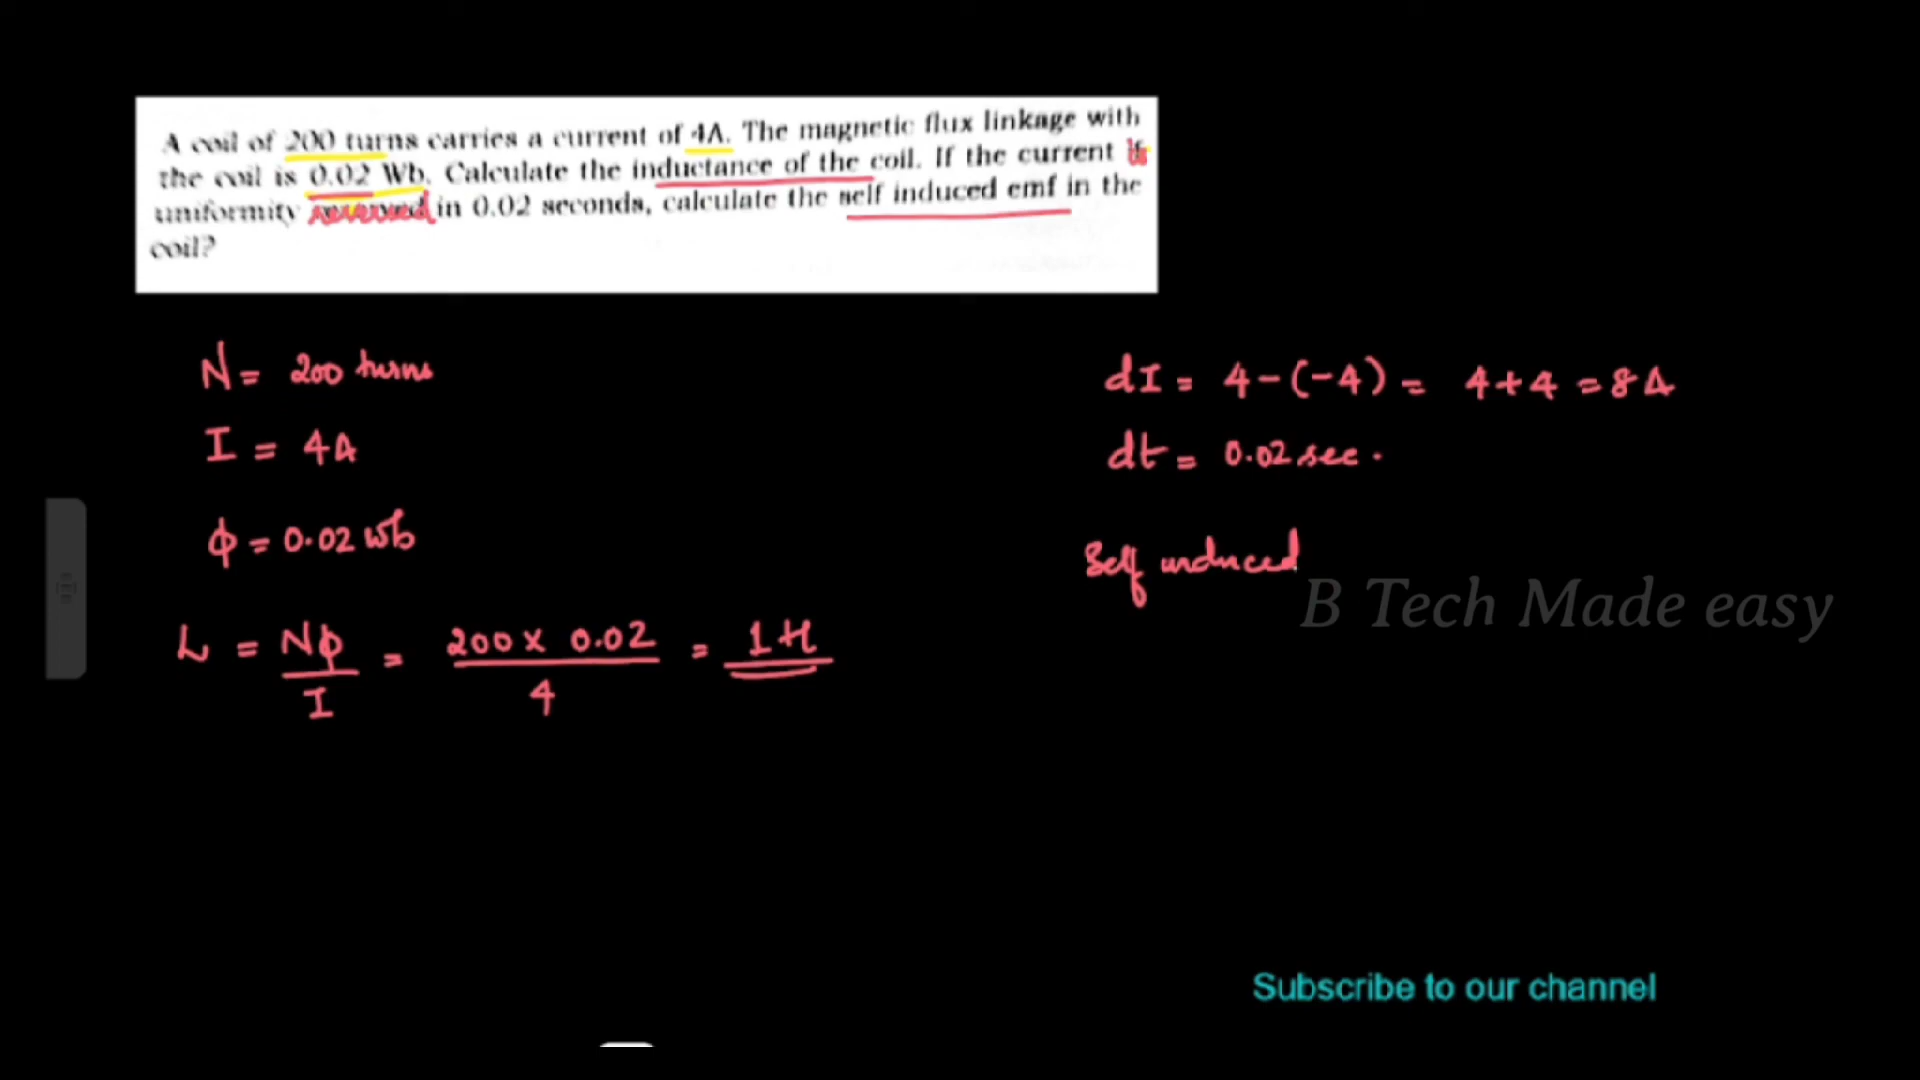 A coil of 200 turns carries a current of 4A. The magnetic flux linkage with
the coil is 0.02 Wb. Calculate the inductance of the coil. If the current is
uniformity reversed in 0.02 seconds, calculate the self induced emf in the
coil?
N = 200 turns
I = 4A
ϕ = 0.02 wb
L = Nϕ/I = 200 x 0.02/4 = 1H
dI = 4-(-4) = 4+4 = 8A
dt = 0.02 sec.
Self induced
B Tech Made easy
Subscribe to our channel